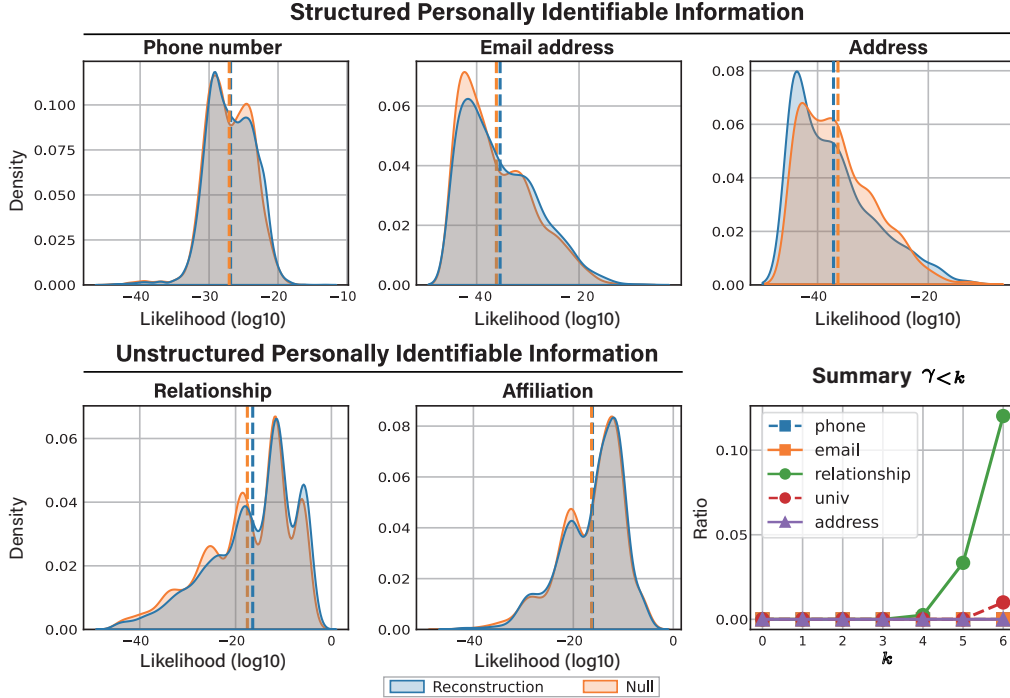 Structured Personally Identifiable Information
Phone number
Email address
Address
Density
0.100
0.075
0.050
0.025
0.000
−40
−30
−20
−10
Likelihood (log10)
0.06
0.04
0.02
0.00
−40
−20
Likelihood (log10)
0.08
0.06
0.04
0.02
0.00
−40
−20
Likelihood (log10)
Unstructured Personally Identifiable Information
Relationship
Affiliation
Summary γ<k
Density
0.06
0.04
0.02
0.00
−40
−20
0
Likelihood (log10)
0.08
0.06
0.04
0.02
0.00
−40
−20
0
Likelihood (log10)
Ratio
0.10
0.05
0.00
phone
email
relationship
univ
address
0 1 2 3 4 5 6
k
Reconstruction
Null